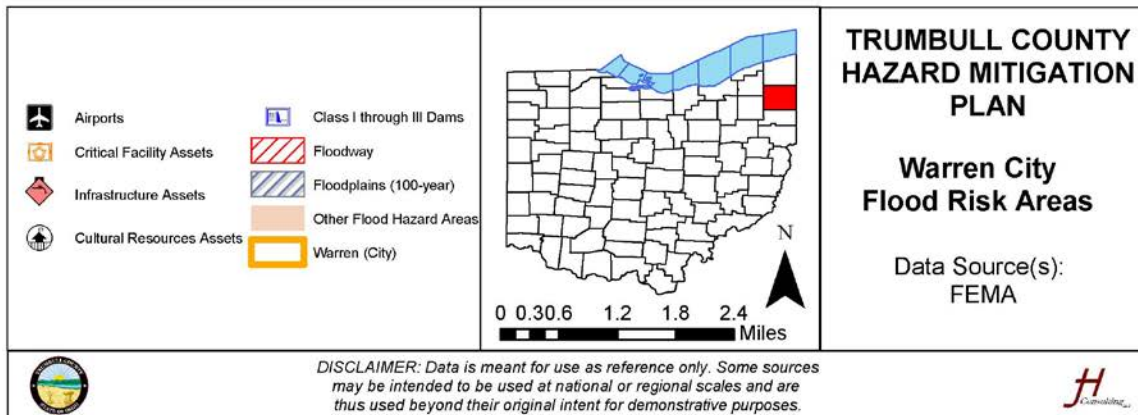 Airports
Critical Facility Assets
Infrastructure Assets
Cultural Resources Assets
Class I through III Dams
Floodway
Floodplains (100-year)
Other Flood Hazard Areas
Warren (City)
N
0 0.30.6 1.2 1.8 2.4
Miles
TRUMBULL COUNTY
HAZARD MITIGATION
PLAN
Warren City
Flood Risk Areas
Data Source(s):
FEMA
DISCLAIMER: Data is meant for use as reference only. Some sources
may be intended to be used at national or regional scales and are
thus used beyond their original intent for demonstrative purposes.
JH
Consulting